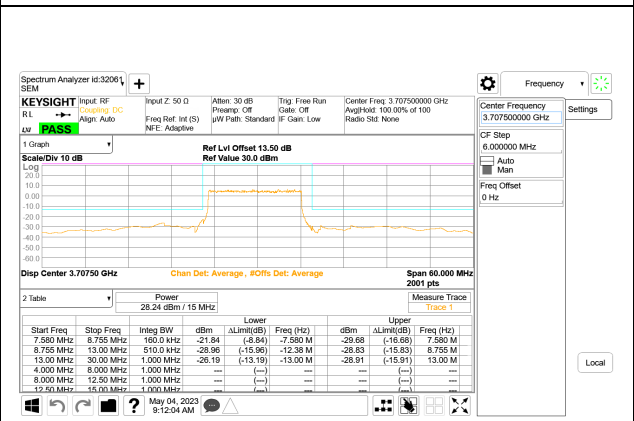 Spectrum Analyzer id:32061
SEM
Frequency
KEYSIGHT Input: RF Input Z: 50 Ω Atten: 30 dB Trig: Free Run Center Freq: 3.707500000 GHz
RL Coupling: DC Preamp: Off Gate: Off Avg|Hold: 100.00% of 100
Align: Auto Freq Ref: Int (S) µW Path: Standard IF Gain: Low Radio Std: None
LXI PASS NFE: Adaptive
Center Frequency
3.707500000 GHz
Settings
CF Step
6.000000 MHz
Auto
Man
Freq Offset
0 Hz
Local
1 Graph
Scale/Div 10 dB
Ref Lvl Offset 13.50 dB
Ref Value 30.0 dBm
Log
20.0
10.0
0.00
-10.0
-20.0
-30.0
-40.0
-50.0
-60.0
Disp Center 3.70750 GHz Chan Det: Average, #Offs Det: Average Span 60.000 MHz
2001 pts
2 Table
Power
28.24 dBm / 15 MHz
Measure Trace
Trace 1
Lower Upper
Start Freq Stop Freq Integ BW dBm ΔLimit(dB) Freq (Hz) dBm ΔLimit(dB) Freq (Hz)
7.580 MHz 8.755 MHz 160.0 kHz -21.84 (-8.84) -7.580 M -29.68 (-16.68) 7.580 M
8.755 MHz 13.00 MHz 510.0 kHz -28.96 (-15.96) -12.38 M -28.83 (-15.83) 8.755 M
13.00 MHz 30.00 MHz 1.000 MHz -26.19 (-13.19) -13.00 M -28.91 (-15.91) 13.00 M
4.000 MHz 8.000 MHz 1.000 MHz --- (---) --- --- (---) ---
8.000 MHz 12.50 MHz 1.000 MHz --- (---) --- --- (---) ---
12.50 MHz 15.00 MHz 1.000 MHz --- (---) --- --- (---) ---
May 04, 2023
9:12:04 AM